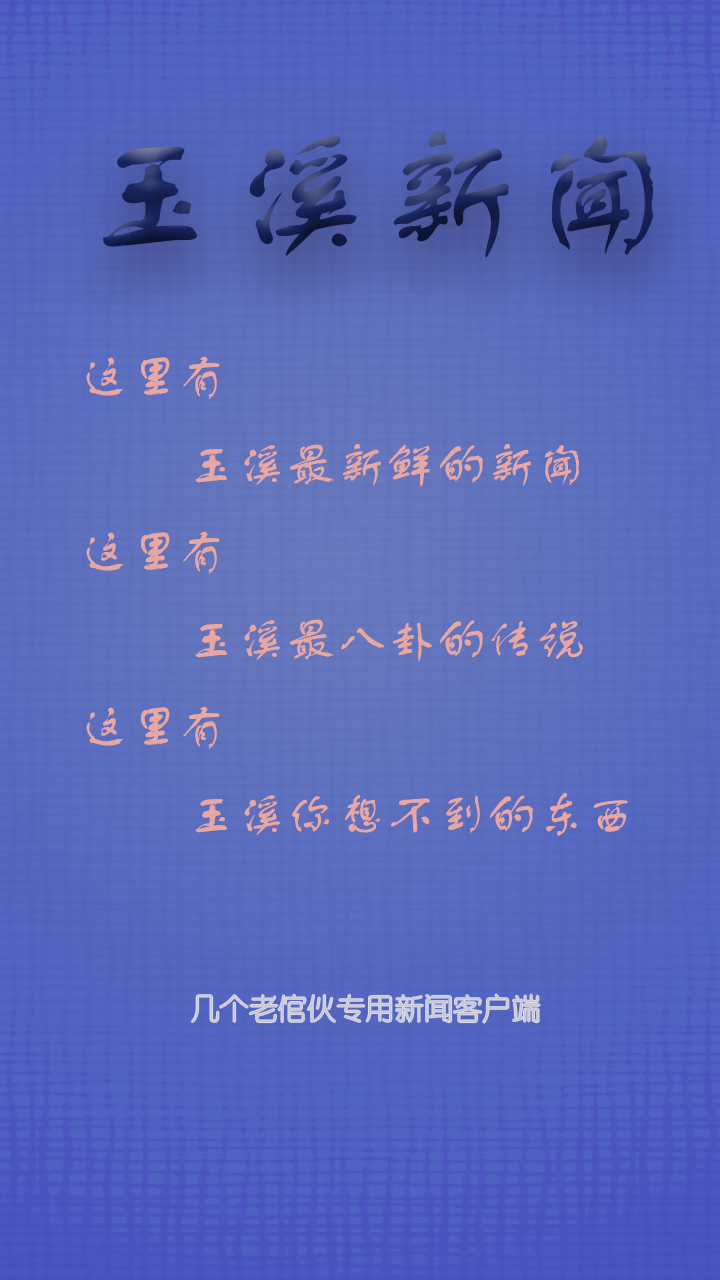 玉溪新闻
这里有
玉溪最新鲜的新闻
这里有
玉溪最八卦的传说
这里有
玉溪你想不到的东西
几个老倌伙专用新闻客户端